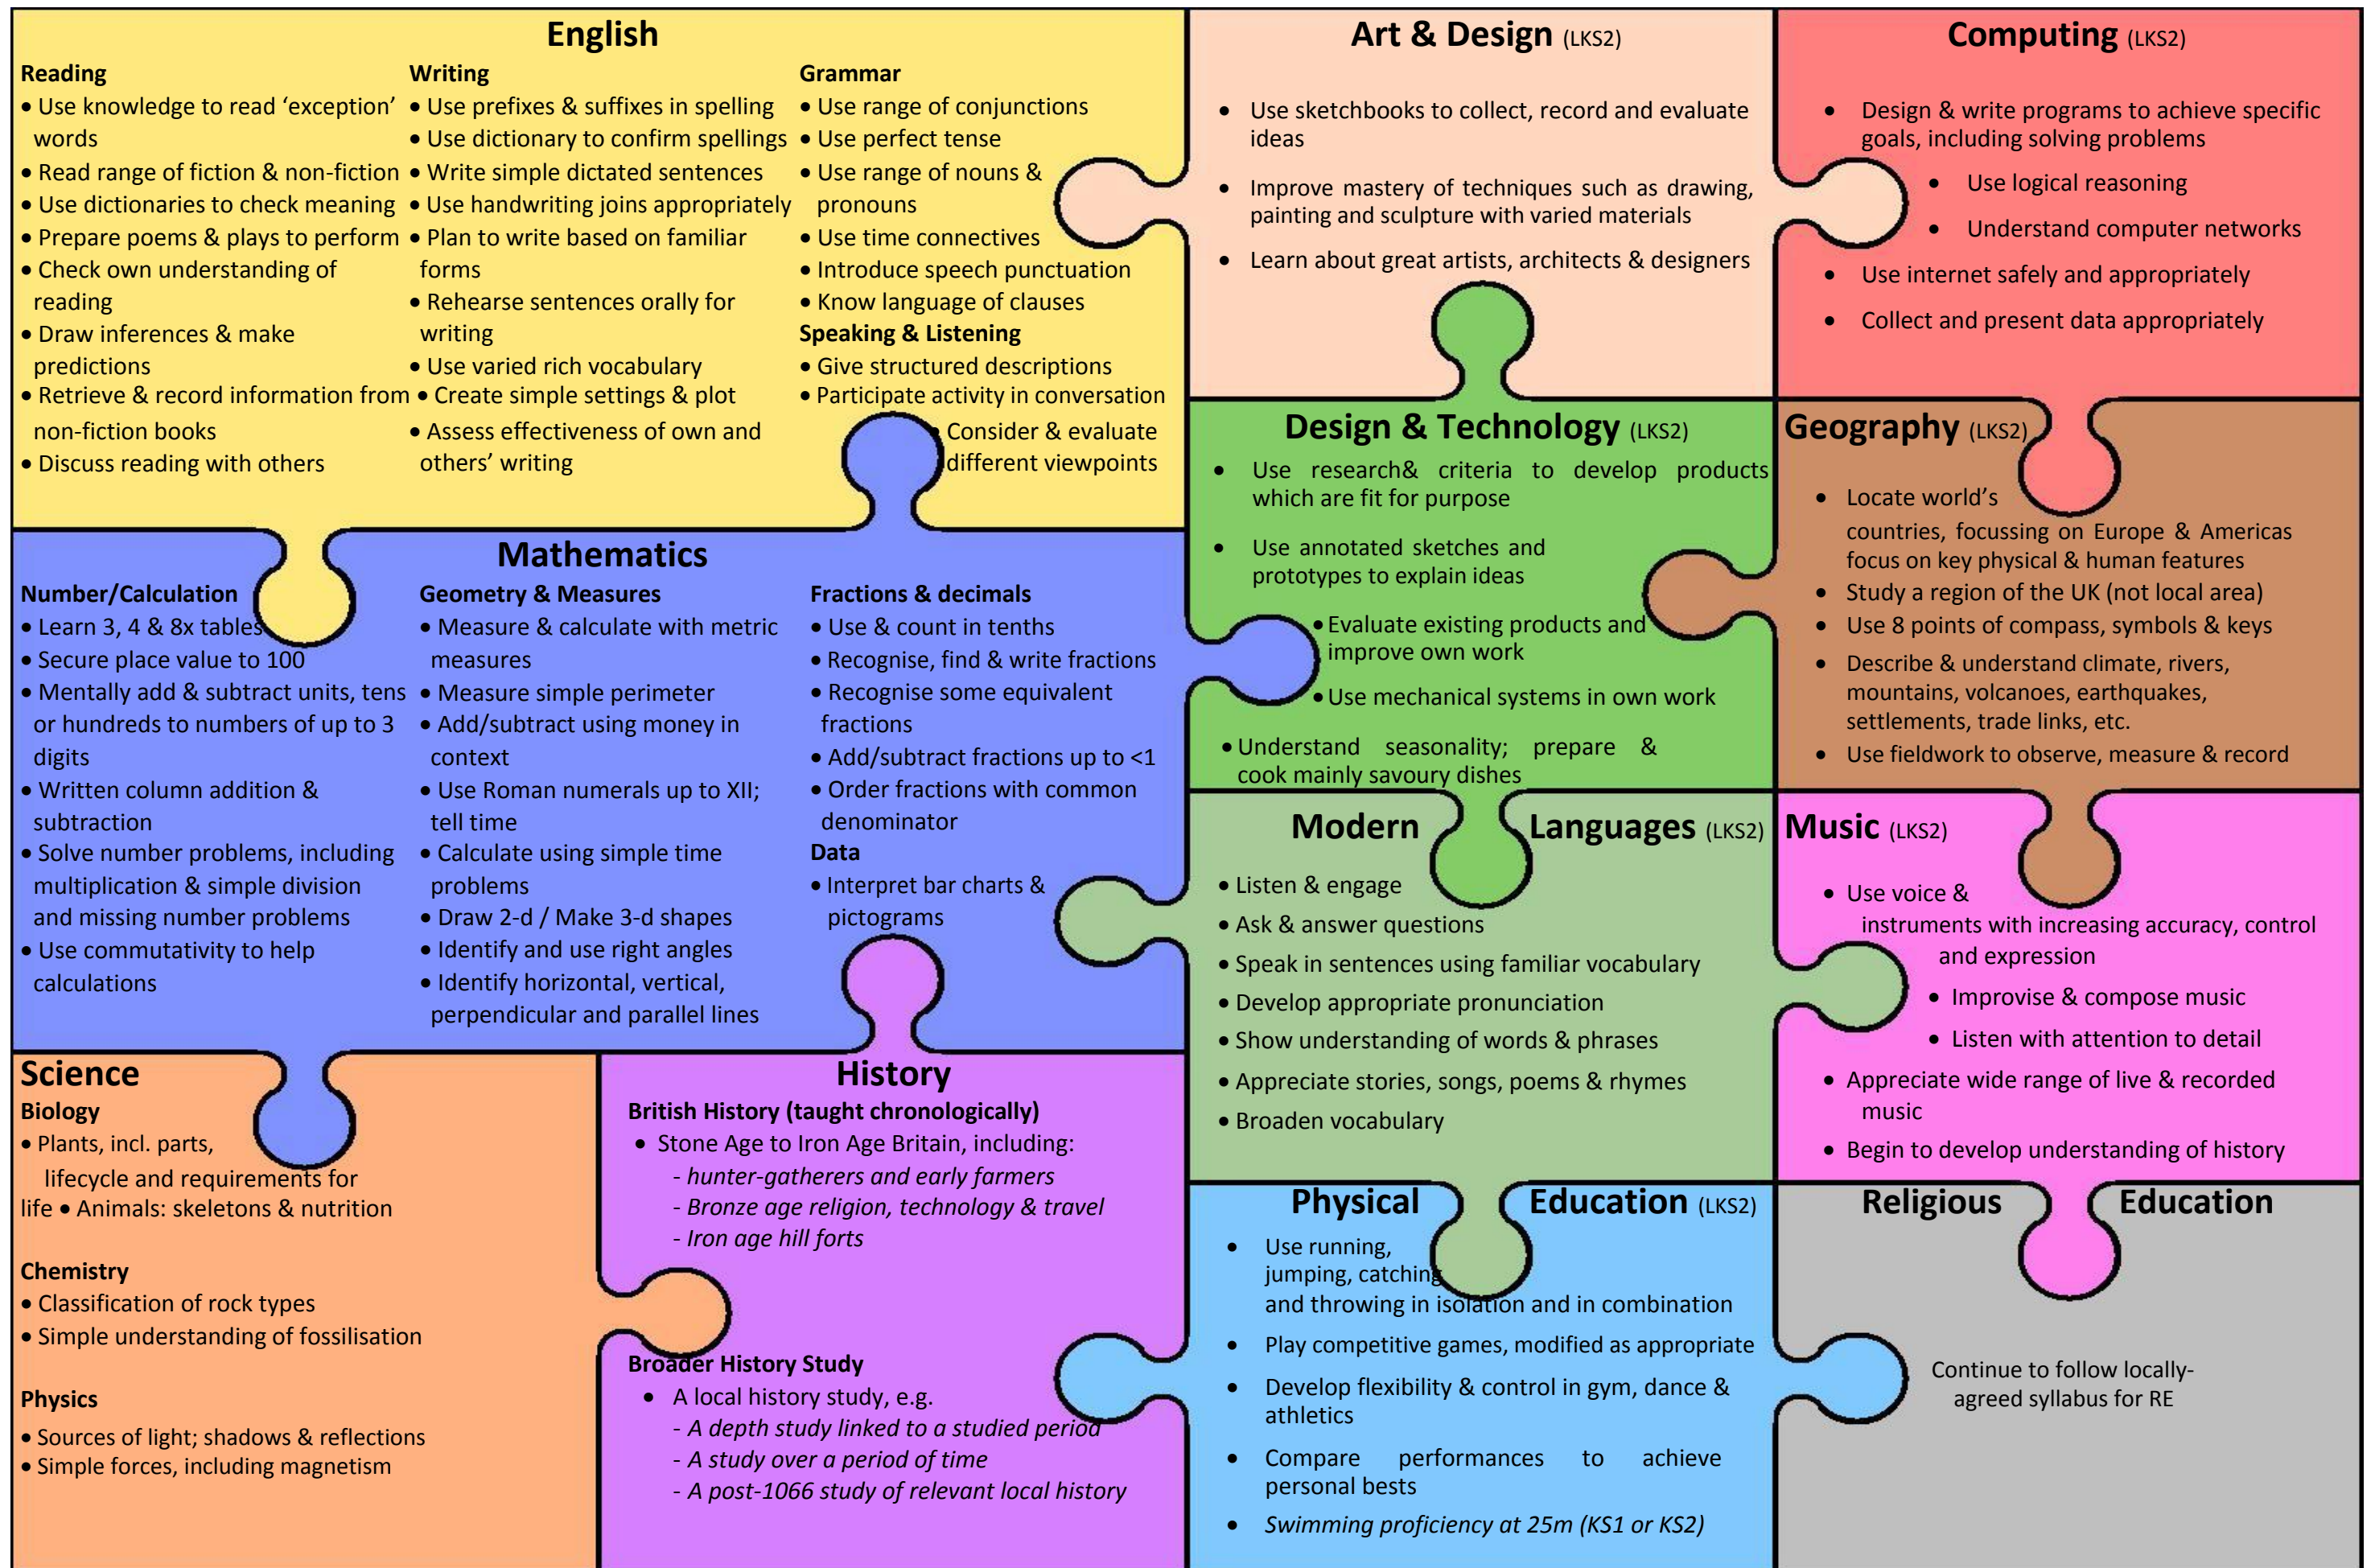 English
Reading
• Use knowledge to read ‘exception’
words
• Read range of fiction & non-fiction
• Use dictionaries to check meaning
• Prepare poems & plays to perform
• Check own understanding of
reading
• Draw inferences & make
predictions
• Retrieve & record information from
non-fiction books
• Discuss reading with others
Writing
• Use prefixes & suffixes in spelling
• Use dictionary to confirm spellings
• Write simple dictated sentences
• Use handwriting joins appropriately
• Plan to write based on familiar
forms
• Rehearse sentences orally for
writing
• Use varied rich vocabulary
• Create simple settings & plot
• Assess effectiveness of own and
others’ writing
Grammar
• Use range of conjunctions
• Use perfect tense
• Use range of nouns &
pronouns
• Use time connectives
• Introduce speech punctuation
• Know language of clauses
Speaking & Listening
• Give structured descriptions
• Participate activity in conversation
• Consider & evaluate
different viewpoints
Art & Design (LKS2)
• Use sketchbooks to collect, record and evaluate
ideas
• Improve mastery of techniques such as drawing,
painting and sculpture with varied materials
• Learn about great artists, architects & designers
Computing (LKS2)
• Design & write programs to achieve specific
goals, including solving problems
• Use logical reasoning
• Understand computer networks
• Use internet safely and appropriately
• Collect and present data appropriately
Mathematics
Number/Calculation
• Learn 3, 4 & 8x tables
• Secure place value to 100
• Mentally add & subtract units, tens
or hundreds to numbers of up to 3
digits
• Written column addition &
subtraction
• Solve number problems, including
multiplication & simple division
and missing number problems
• Use commutativity to help
calculations
Geometry & Measures
• Measure & calculate with metric
measures
• Measure simple perimeter
• Add/subtract using money in
context
• Use Roman numerals up to XII;
tell time
• Calculate using simple time
problems
• Draw 2-d / Make 3-d shapes
• Identify and use right angles
• Identify horizontal, vertical,
perpendicular and parallel lines
Fractions & decimals
• Use & count in tenths
• Recognise, find & write fractions
• Recognise some equivalent
fractions
• Add/subtract fractions up to <1
• Order fractions with common
denominator
Data
• Interpret bar charts &
pictograms
Design & Technology (LKS2)
• Use research& criteria to develop products
which are fit for purpose
• Use annotated sketches and
prototypes to explain ideas
• Evaluate existing products and
improve own work
• Use mechanical systems in own work
• Understand seasonality; prepare &
cook mainly savoury dishes
Geography (LKS2)
• Locate world’s
countries, focussing on Europe & Americas
focus on key physical & human features
• Study a region of the UK (not local area)
• Use 8 points of compass, symbols & keys
• Describe & understand climate, rivers,
mountains, volcanoes, earthquakes,
settlements, trade links, etc.
• Use fieldwork to observe, measure & record
Modern Languages (LKS2)
• Listen & engage
• Ask & answer questions
• Speak in sentences using familiar vocabulary
• Develop appropriate pronunciation
• Show understanding of words & phrases
• Appreciate stories, songs, poems & rhymes
• Broaden vocabulary
Music (LKS2)
• Use voice &
instruments with increasing accuracy, control
and expression
• Improvise & compose music
• Listen with attention to detail
• Appreciate wide range of live & recorded
music
• Begin to develop understanding of history
Science
Biology
• Plants, incl. parts,
lifecycle and requirements for
life • Animals: skeletons & nutrition
Chemistry
• Classification of rock types
• Simple understanding of fossilisation
Physics
• Sources of light; shadows & reflections
• Simple forces, including magnetism
History
British History (taught chronologically)
• Stone Age to Iron Age Britain, including:
- hunter-gatherers and early farmers
- Bronze age religion, technology & travel
- Iron age hill forts
Broader History Study
• A local history study, e.g.
- A depth study linked to a studied period
- A study over a period of time
- A post-1066 study of relevant local history
Physical Education (LKS2)
• Use running,
jumping, catching
and throwing in isolation and in combination
• Play competitive games, modified as appropriate
• Develop flexibility & control in gym, dance &
athletics
• Compare performances to achieve
personal bests
• Swimming proficiency at 25m (KS1 or KS2)
Religious Education
Continue to follow locally-
agreed syllabus for RE